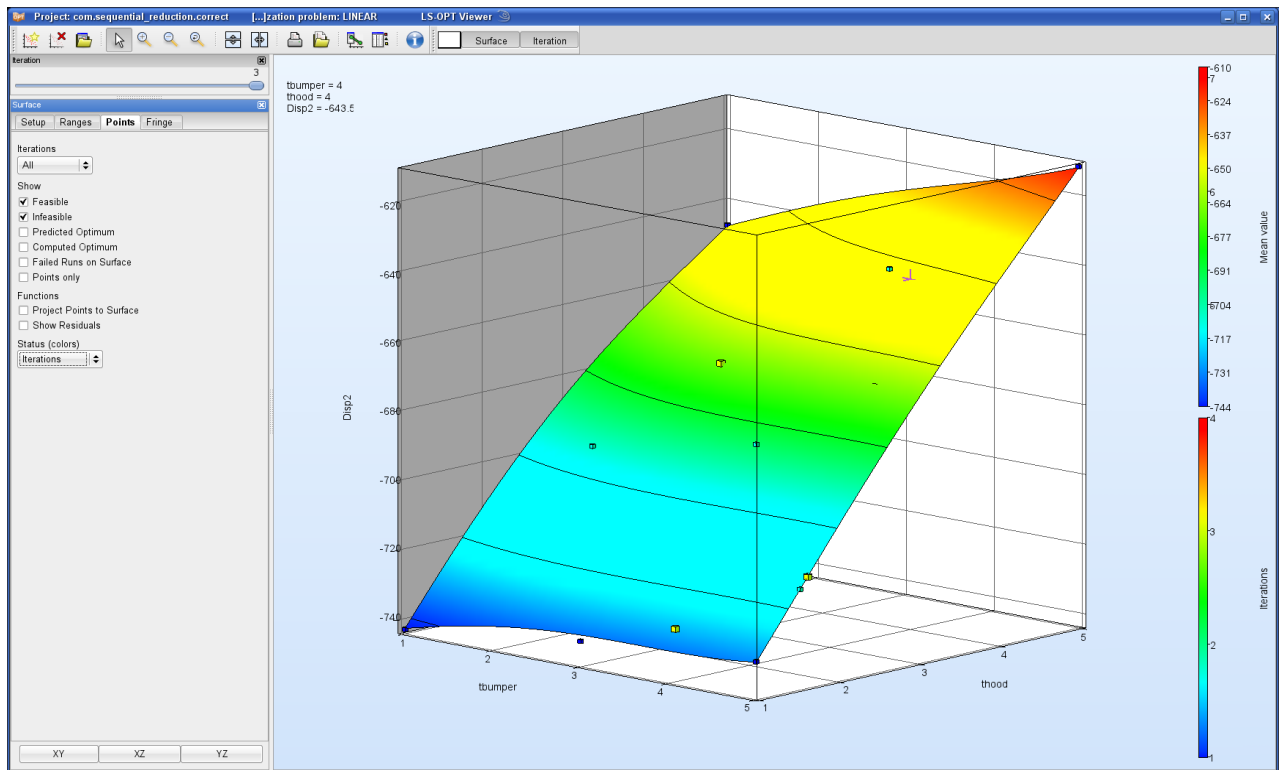 Project: com.sequential_reduction.correct [...]zation problem: LINEAR LS-OPT Viewer
Surface Iteration
Iteration
3
Surface
Setup Ranges Points Fringe
Iterations
All
Show
Feasible
Infeasible
Predicted Optimum
Computed Optimum
Failed Runs on Surface
Points only
Functions
Project Points to Surface
Show Residuals
Status (colors)
Iterations
XY XZ YZ
tbumper = 4
thood = 4
Disp2 = -643.5
Disp2
-620
-640
-660
-680
-700
-720
-740
1
2
3
4
5
tbumper
1
2
3
4
5
thood
-610
7
-624
-637
-650
6
-664
-677
-691
-717
-731
-744
Mean value
4
3
2
1
Iterations